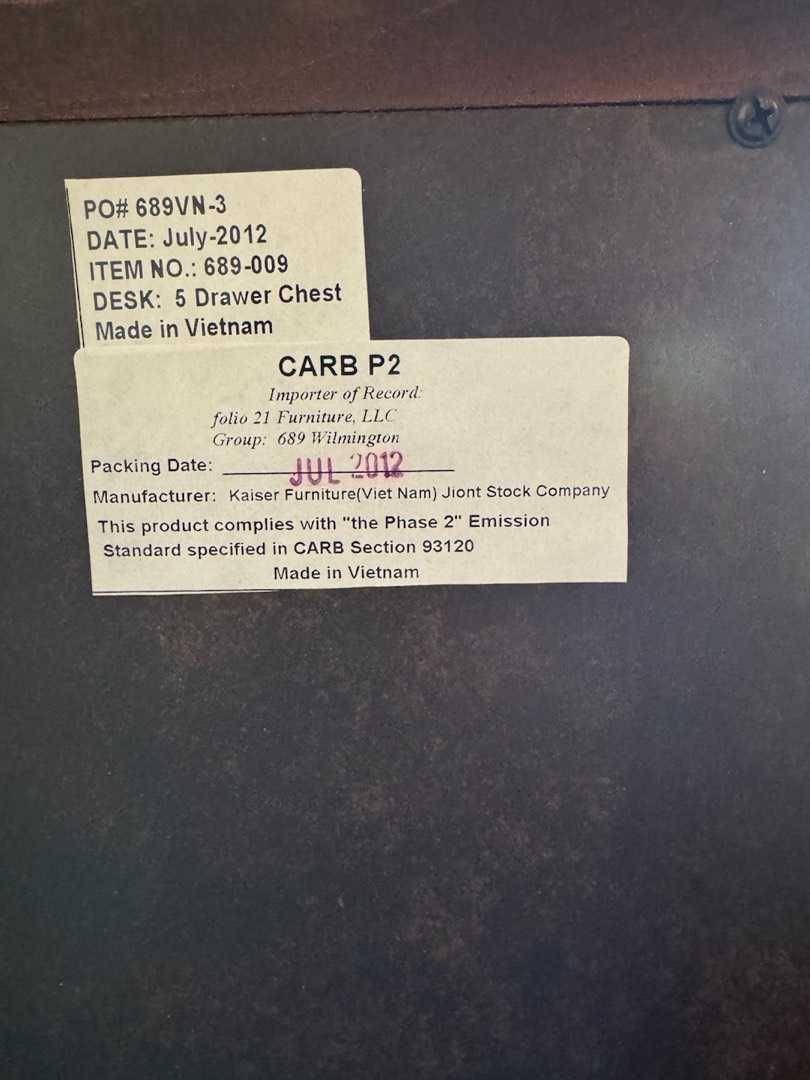 PO# 689VN-3
DATE: July-2012
ITEM NO.: 689-009
DESK: 5 Drawer Chest
Made in Vietnam
CARB P2
Importer of Record:
folio 21 Furniture, LLC
Group: 689 Wilmington
Packing Date: JUL 2012
Manufacturer: Kaiser Furniture(Viet Nam) Jiont Stock Company
This product complies with "the Phase 2" Emission
Standard specified in CARB Section 93120
Made in Vietnam